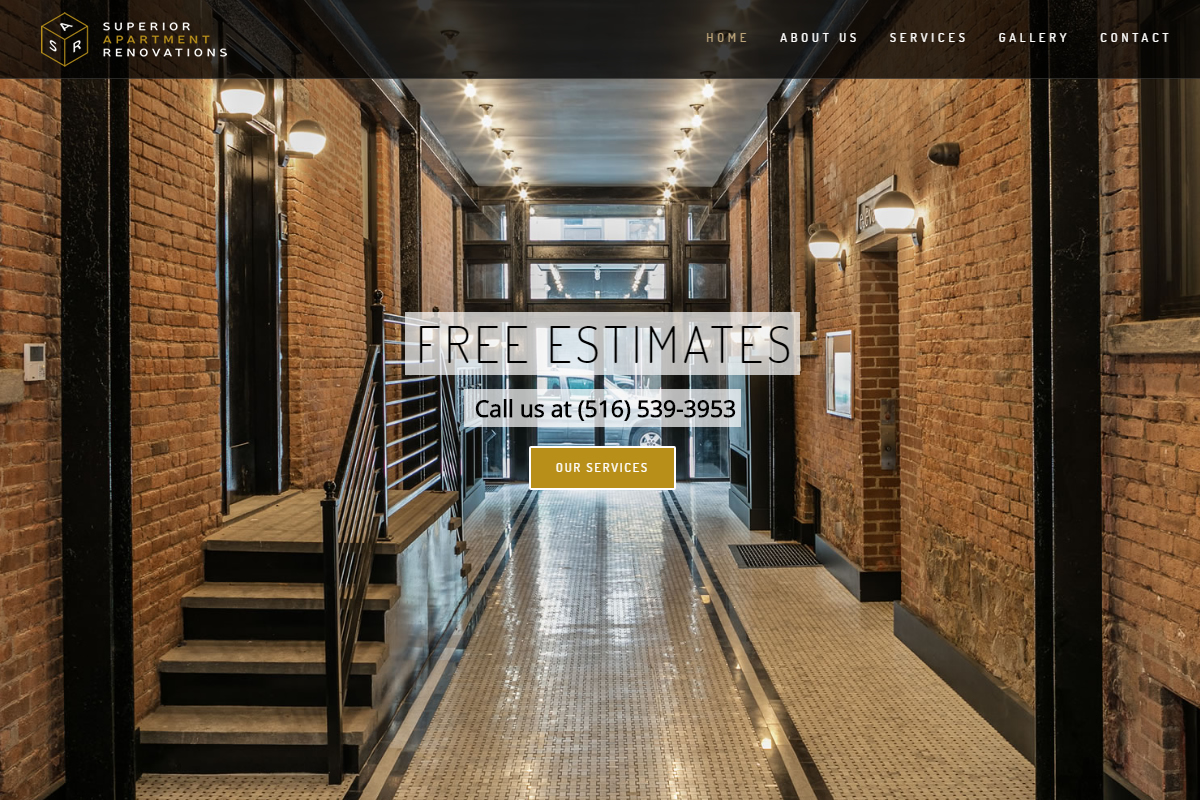 SUPERIOR
APARTMENT
RENOVATIONS
A
S R
HOME ABOUT US SERVICES GALLERY CONTACT
FREE ESTIMATES
Call us at (516) 539-3953
OUR SERVICES